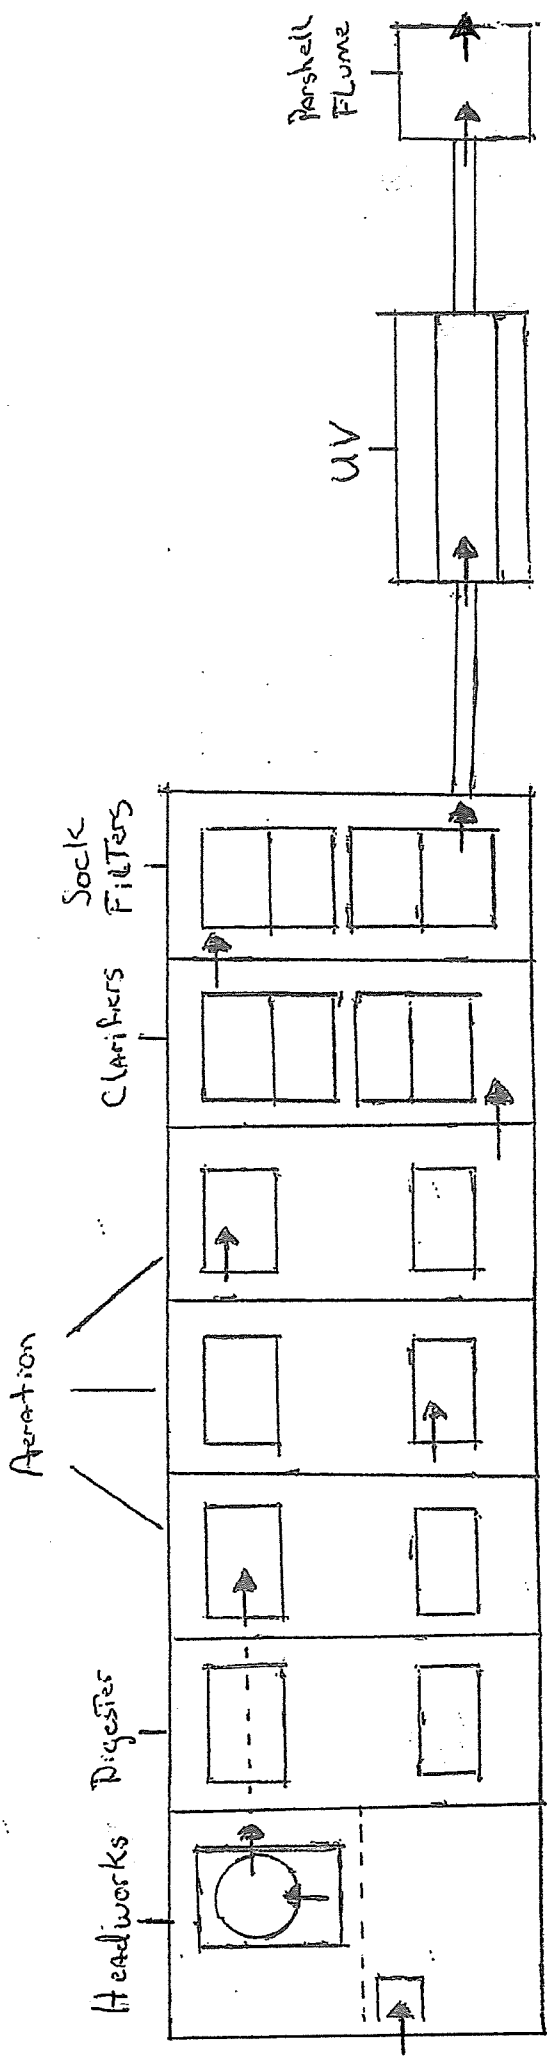 Headworks
Digester
Aeration
Clarifiers
Sock
Filters
UV
Parshell
Flume